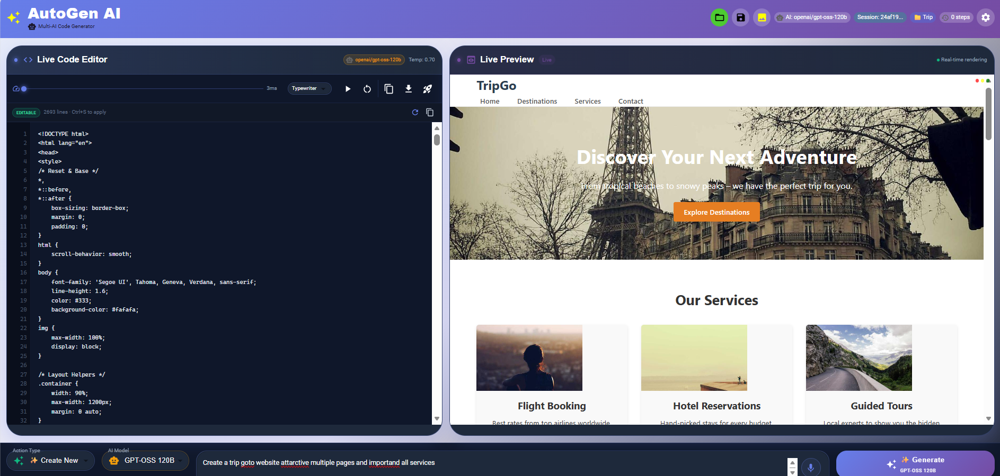 AutoGen AI
Multi-AI Code Generator
AI: openai/gpt-oss-120b
Session: 24af19...
Trip
0 steps
Live Code Editor
openai/gpt-oss-120b
Temp: 0.70
3ms
Typewriter
EDITABLE
2693 lines · Ctrl+S to apply
1 <!DOCTYPE html>
2 <html lang="en">
3 <head>
4 <style>
5 /* Reset & Base */
6 *,
7 *::before,
8 *::after {
9 box-sizing: border-box;
10 margin: 0;
11 padding: 0;
12 }
13 html {
14 scroll-behavior: smooth;
15 }
16 body {
17 font-family: 'Segoe UI', Tahoma, Geneva, Verdana, sans-serif;
18 line-height: 1.6;
19 color: #333;
20 background-color: #fafafa;
21 }
22 img {
23 max-width: 100%;
24 display: block;
25 }
26
27 /* Layout Helpers */
28 .container {
29 width: 90%;
30 max-width: 1200px;
31 margin: 0 auto;
32 }
Live Preview
Live
Real-time rendering
TripGo
Home
Destinations
Services
Contact
Discover Your Next Adventure
From tropical beaches to snowy peaks – we have the perfect trip for you.
Explore Destinations
Our Services
Flight Booking
Hotel Reservations
Guided Tours
Best rates from top airlines worldwide
Hand-picked stays for every budget
Local experts to show you the hidden
Action Type
Create New
AI Model
GPT-OSS 120B
Create a trip goto website attarctive multiple pages and importand all services
Generate
GPT-OSS 120B